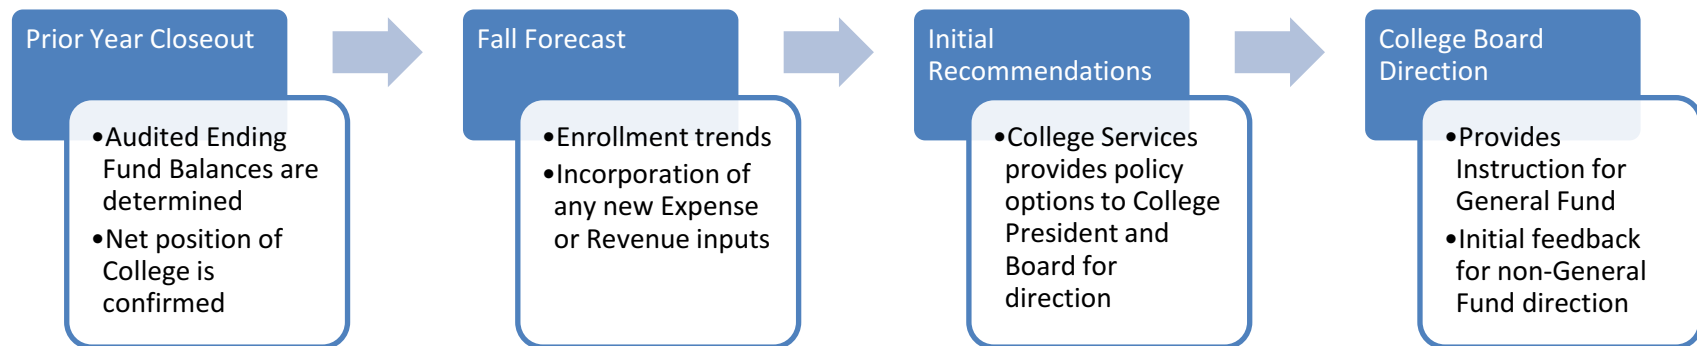 Prior Year Closeout
•Audited Ending
Fund Balances are
determined
•Net position of
College is
confirmed
Fall Forecast
•Enrollment trends
•Incorporation of
any new Expense
or Revenue inputs
Initial
Recommendations
•College Services
provides policy
options to College
President and
Board for
direction
College Board
Direction
•Provides
Instruction for
General Fund
•Initial feedback
for non-General
Fund direction